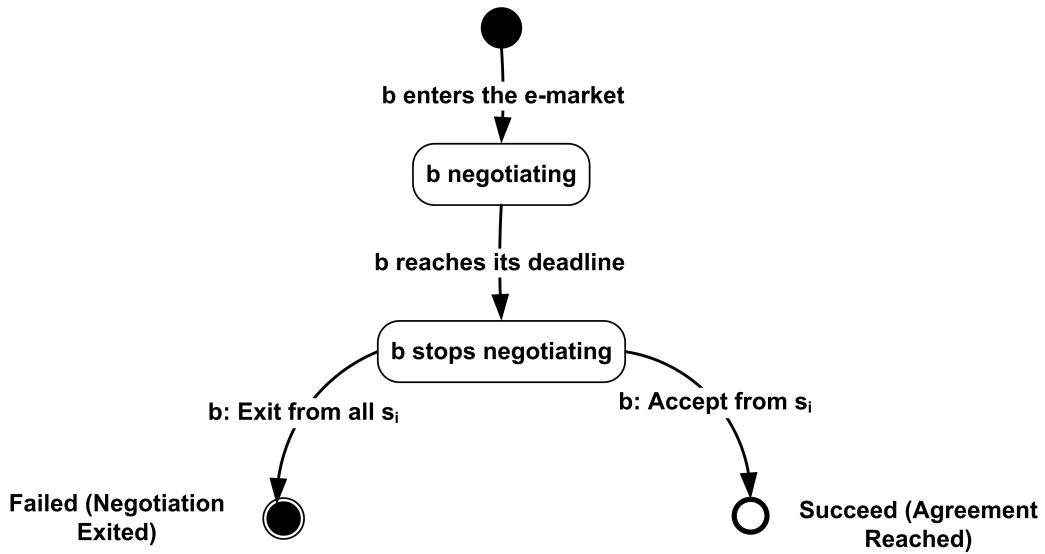 b enters the e-market
b negotiating
b reaches its deadline
b stops negotiating
b: Exit from all sᵢ
b: Accept from sᵢ
Failed (Negotiation
Exited)
Succeed (Agreement
Reached)